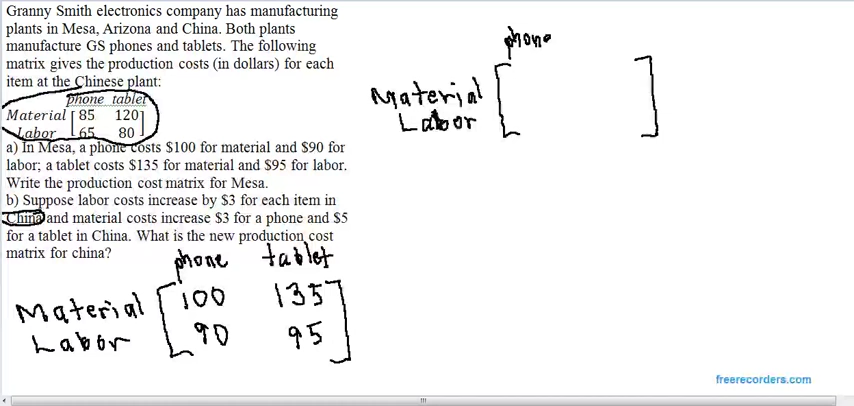 Granny Smith electronics company has manufacturing
plants in Mesa, Arizona and China. Both plants
manufacture GS phones and tablets. The following
matrix gives the production costs (in dollars) for each
item at the Chinese plant:
phone tablet
Material [ 85 120 ]
Labor [ 65 80 ]
a) In Mesa, a phone costs $100 for material and $90 for
labor; a tablet costs $135 for material and $95 for labor.
Write the production cost matrix for Mesa.
b) Suppose labor costs increase by $3 for each item in
China and material costs increase $3 for a phone and $5
for a tablet in China. What is the new production cost
matrix for china?
phone tablet
Material [ 100 135 ]
Labor [ 90 95 ]
phone
Material [ ]
Labor [ ]
freerecorders.com